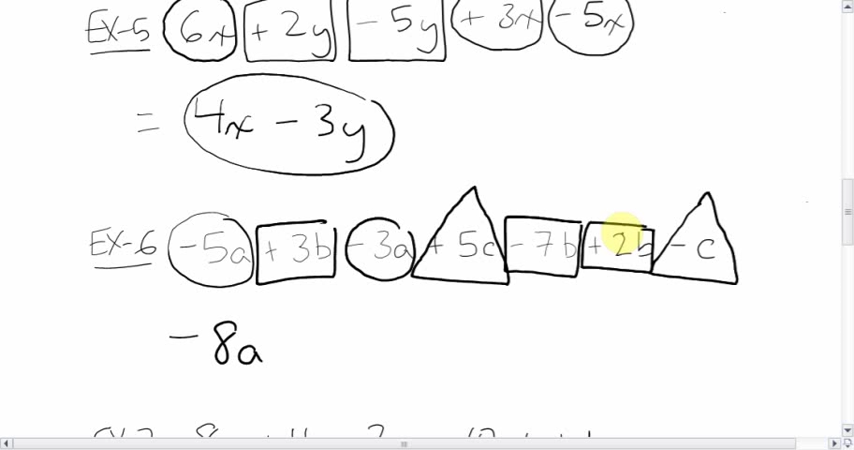 EX-5 6x + 2y - 5y + 3x - 5x
= 4x - 3y
EX-6 -5a + 3b - 3a + 5c - 7b + 2b - c
-8a